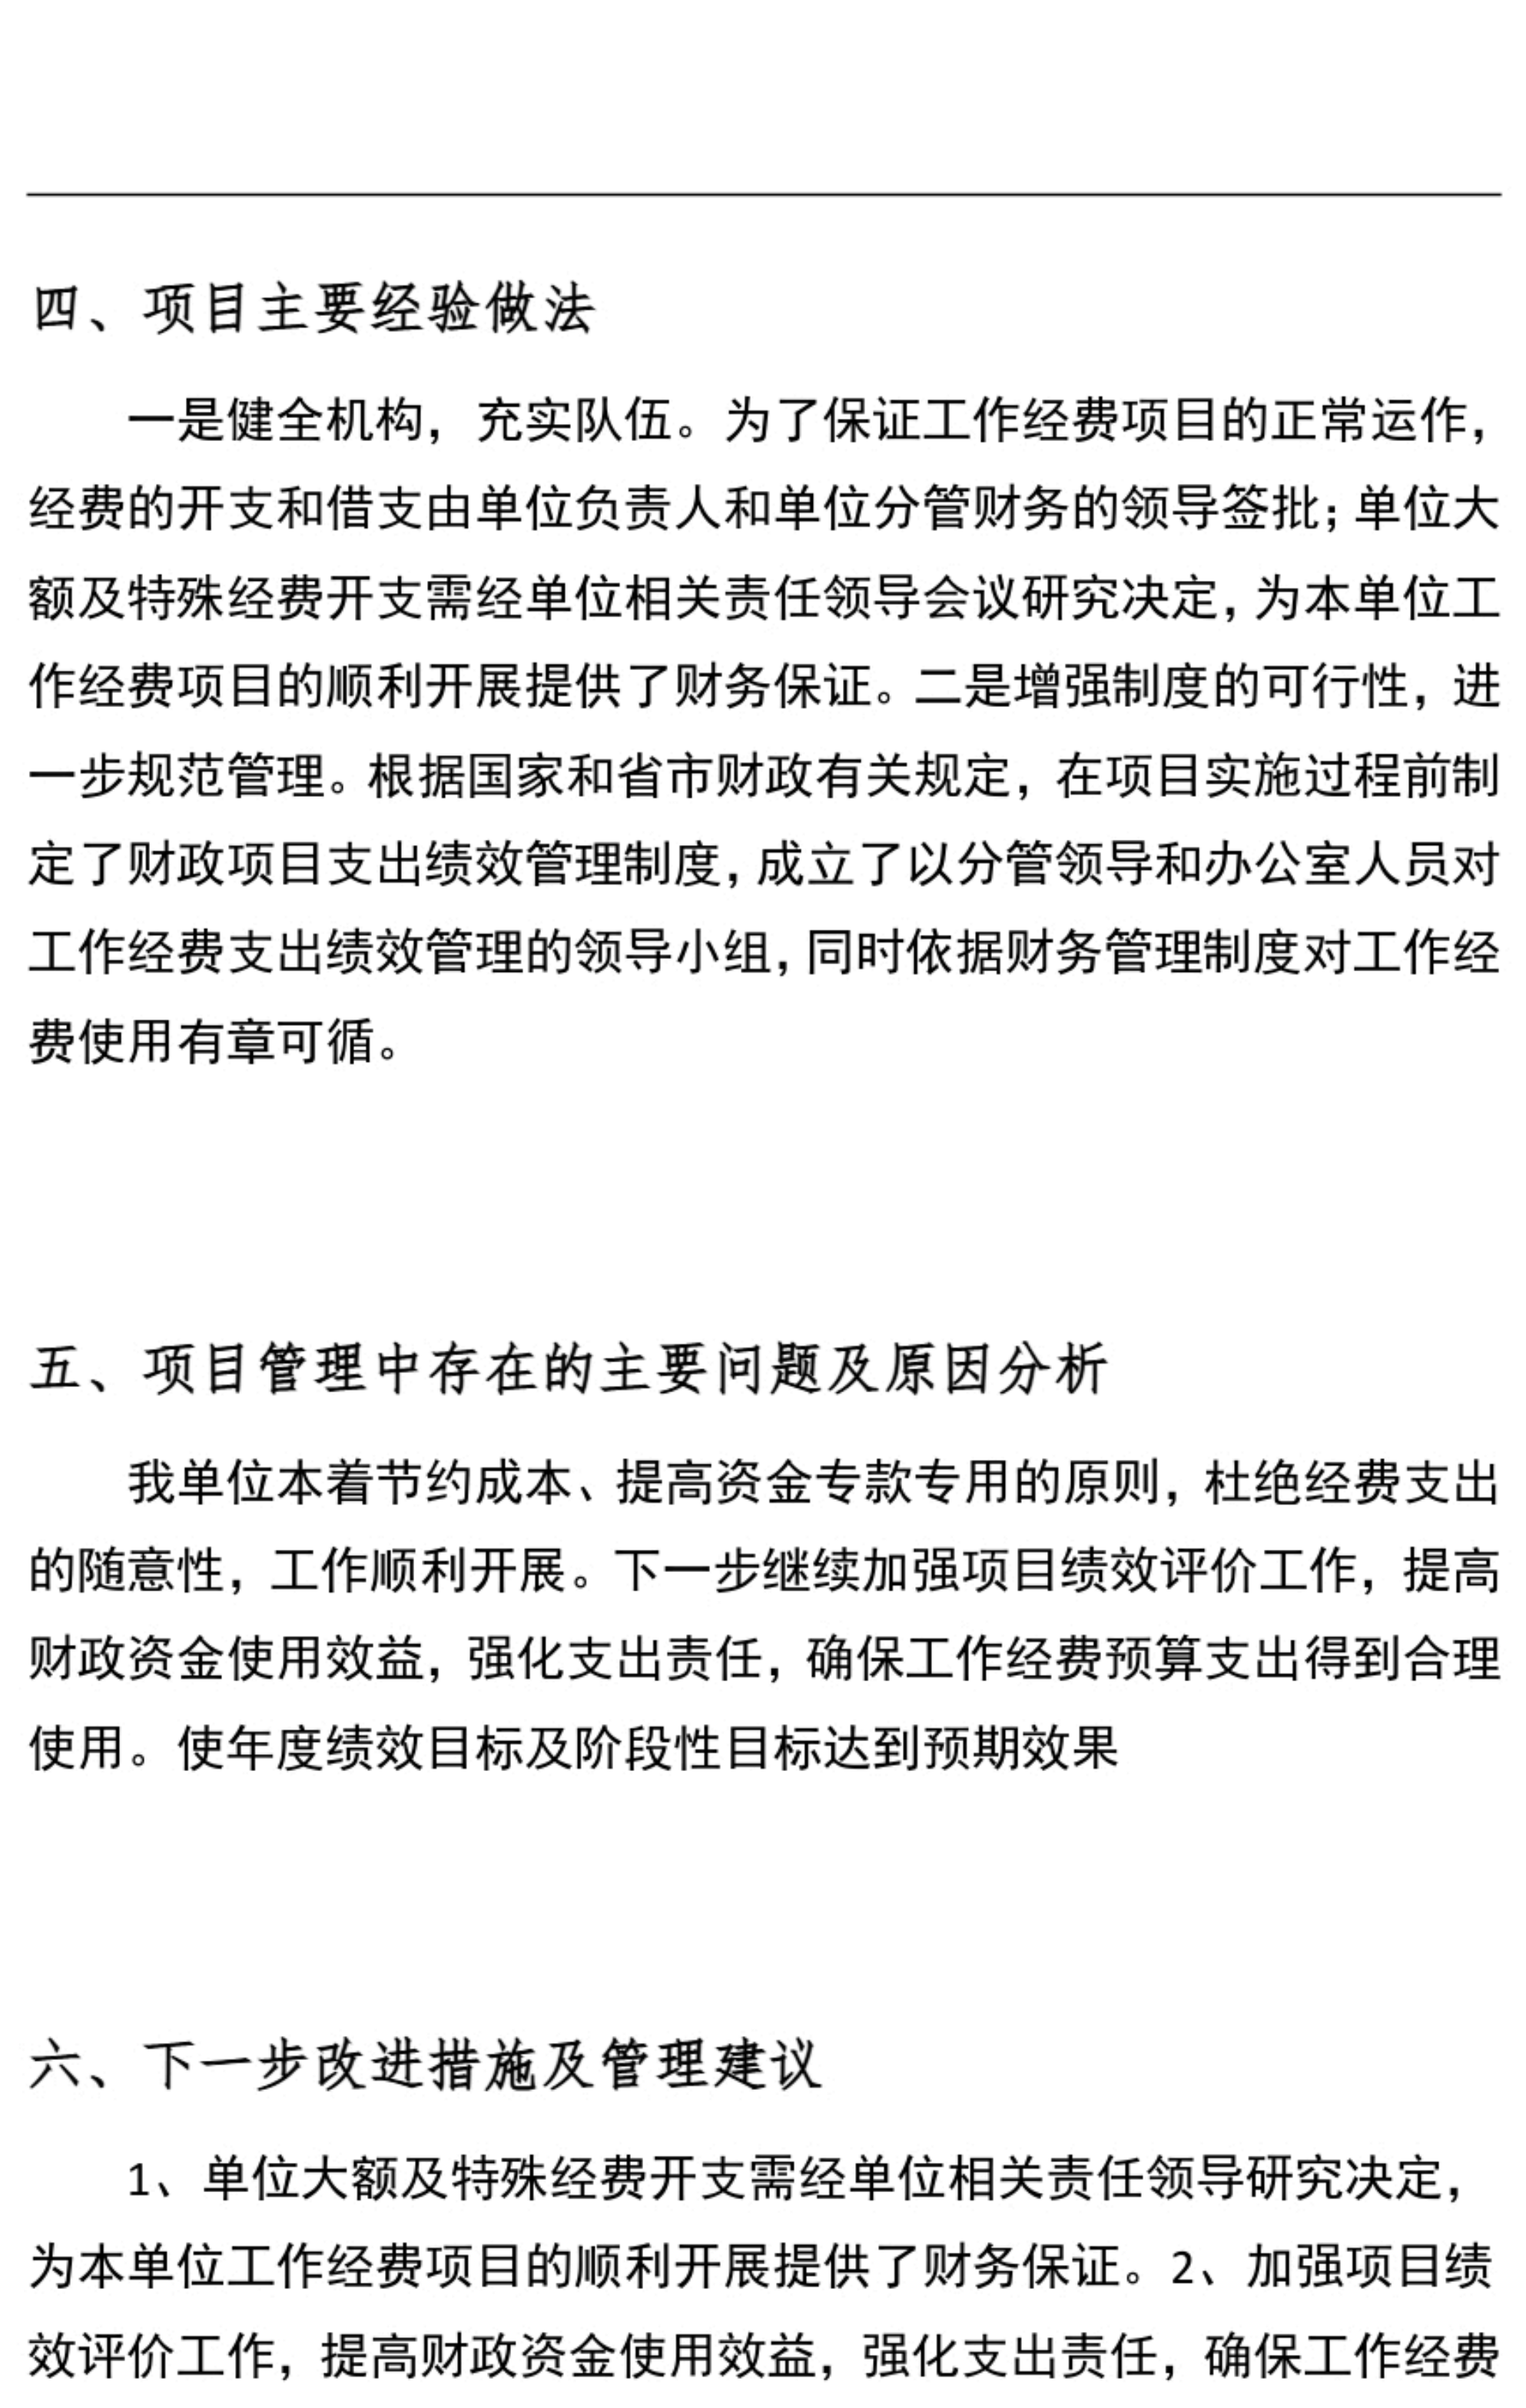 四、项目主要经验做法
一是健全机构，充实队伍。为了保证工作经费项目的正常运作，
经费的开支和借支由单位负责人和单位分管财务的领导签批；单位大
额及特殊经费开支需经单位相关责任领导会议研究决定，为本单位工
作经费项目的顺利开展提供了财务保证。二是增强制度的可行性，进
一步规范管理。根据国家和省市财政有关规定，在项目实施过程前制
定了财政项目支出绩效管理制度，成立了以分管领导和办公室人员对
工作经费支出绩效管理的领导小组，同时依据财务管理制度对工作经
费使用有章可循。
五、项目管理中存在的主要问题及原因分析
我单位本着节约成本、提高资金专款专用的原则，杜绝经费支出
的随意性，工作顺利开展。下一步继续加强项目绩效评价工作，提高
财政资金使用效益，强化支出责任，确保工作经费预算支出得到合理
使用。使年度绩效目标及阶段性目标达到预期效果
六、下一步改进措施及管理建议
1、单位大额及特殊经费开支需经单位相关责任领导研究决定，
为本单位工作经费项目的顺利开展提供了财务保证。2、加强项目绩
效评价工作，提高财政资金使用效益，强化支出责任，确保工作经费